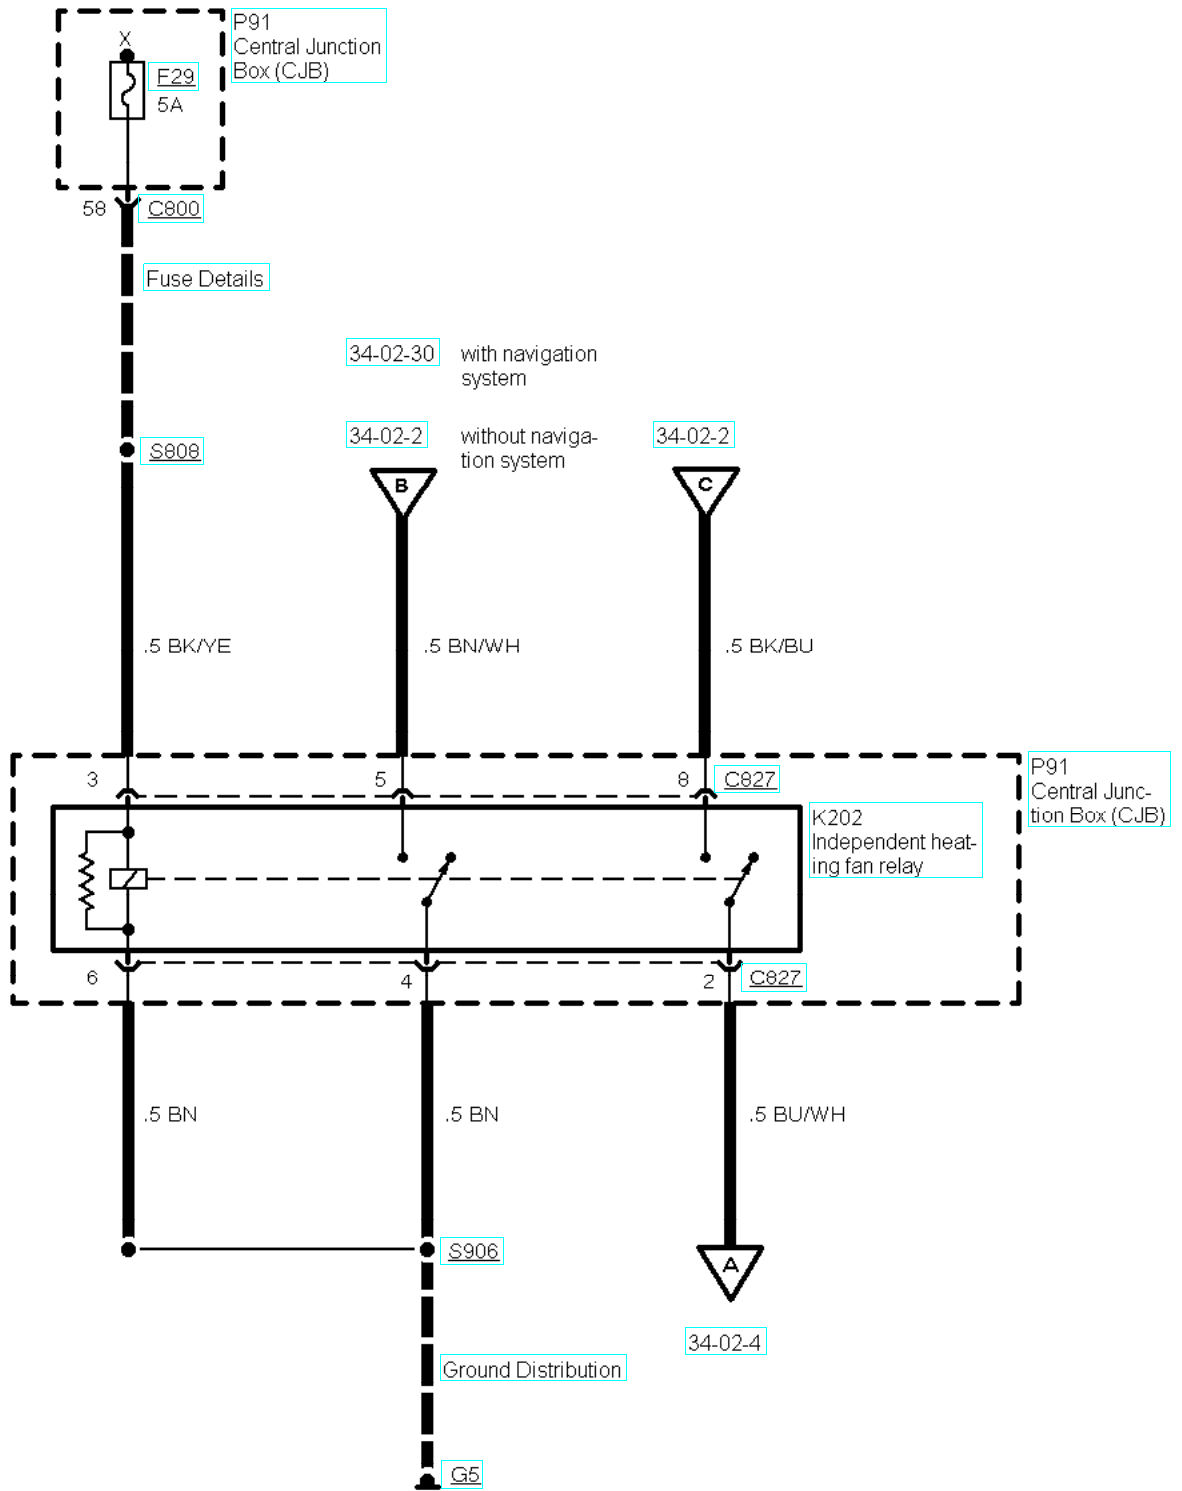 P91
Central Junction
Box (CJB)
X
F29
5A
58
C800
Fuse Details
34-02-30
with navigation
system
34-02-2
without naviga-
tion system
34-02-2
S808
B
C
.5 BK/YE
.5 BN/WH
.5 BK/BU
P91
Central Junc-
tion Box (CJB)
3
5
8
C827
K202
Independent heat-
ing fan relay
6
4
2
C827
.5 BN
.5 BN
.5 BU/WH
S906
A
34-02-4
Ground Distribution
G5